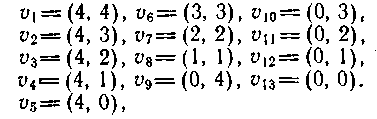 v₁ = (4, 4), v₆ = (3, 3), v₁₀ = (0, 3),
v₂ = (4, 3), v₇ = (2, 2), v₁₁ = (0, 2),
v₃ = (4, 2), v₈ = (1, 1), v₁₂ = (0, 1),
v₄ = (4, 1), v₉ = (0, 4), v₁₃ = (0, 0).
v₅ = (4, 0),